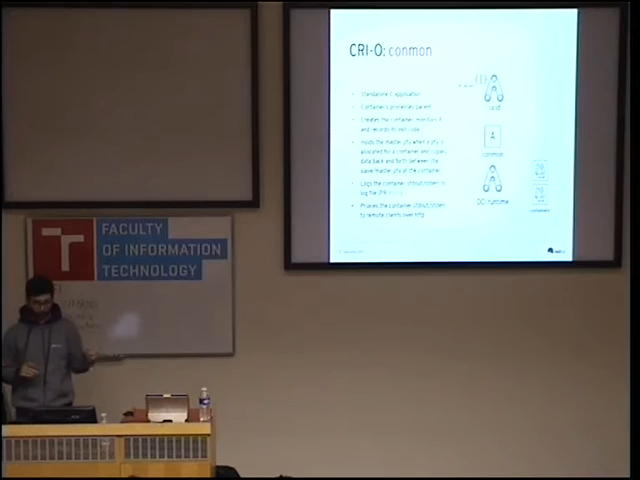 CRI-O: conmon
Standalone C application
Container's processes parent
Creates the container, monitors it
and records its exit code
Holds the master pty when a pty is
allocated for a container and copies
data back and forth between the
slave/master pty of the container
Logs the container stdout/stderr to
log file
Proxies the container stdout/stderr
to remote clients over http
ocid
A
conmon
OCI runtime
containers
FACULTY
OF INFORMATION
TECHNOLOGY
T